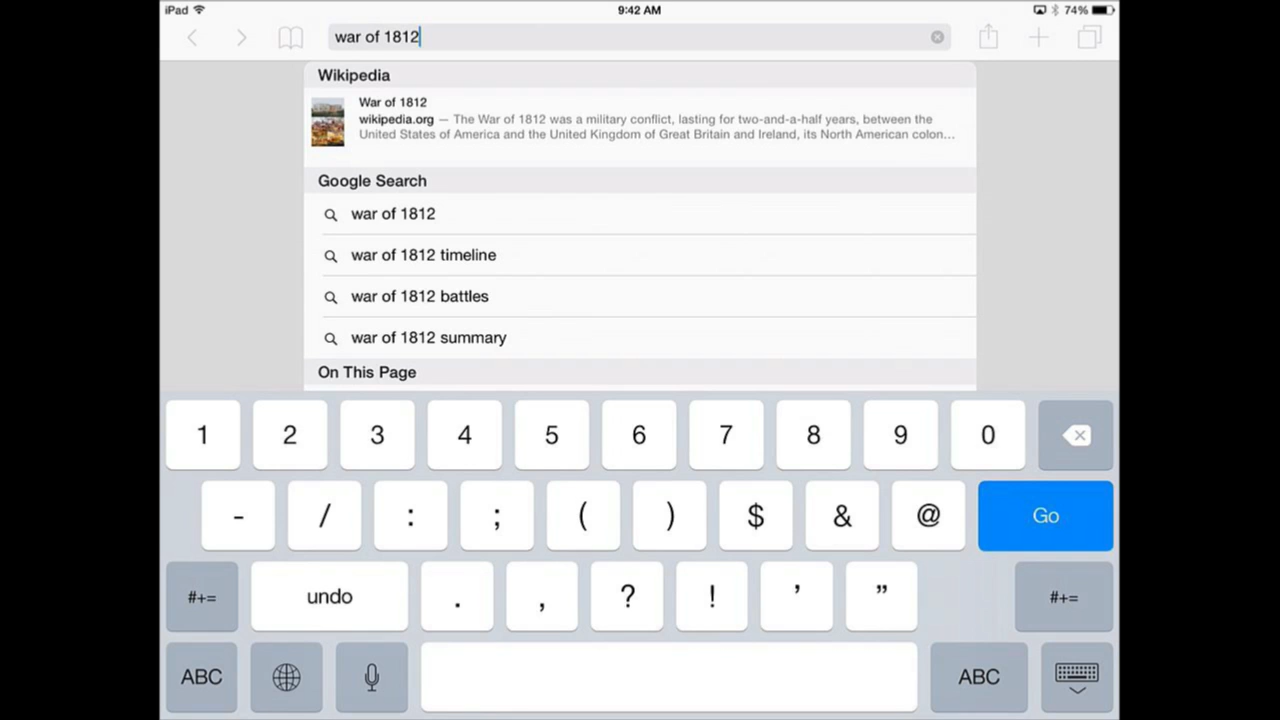 iPad 9:42 AM 74%
war of 1812
Wikipedia
War of 1812
wikipedia.org — The War of 1812 was a military conflict, lasting for two-and-a-half years, between the
United States of America and the United Kingdom of Great Britain and Ireland, its North American colon...
Google Search
war of 1812
war of 1812 timeline
war of 1812 battles
war of 1812 summary
On This Page
1 2 3 4 5 6 7 8 9 0
- / : ; ( ) $ & @ Go
#+= undo . , ? ! ’ ” #+=
ABC ABC